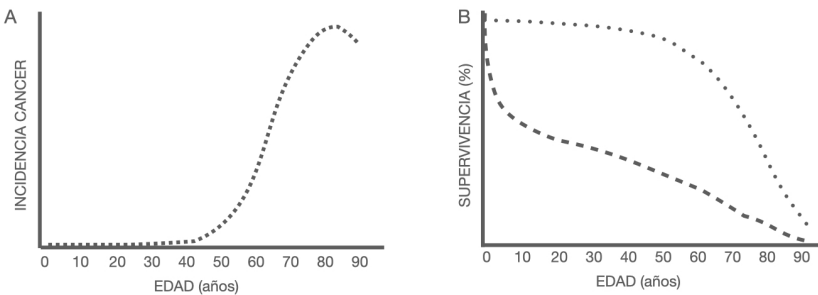 A
INCIDENCIA CANCER
0 10 20 30 40 50 60 70 80 90
EDAD (años)
B
SUPERVIVENCIA (%)
0 10 20 30 40 50 60 70 80 90
EDAD (años)